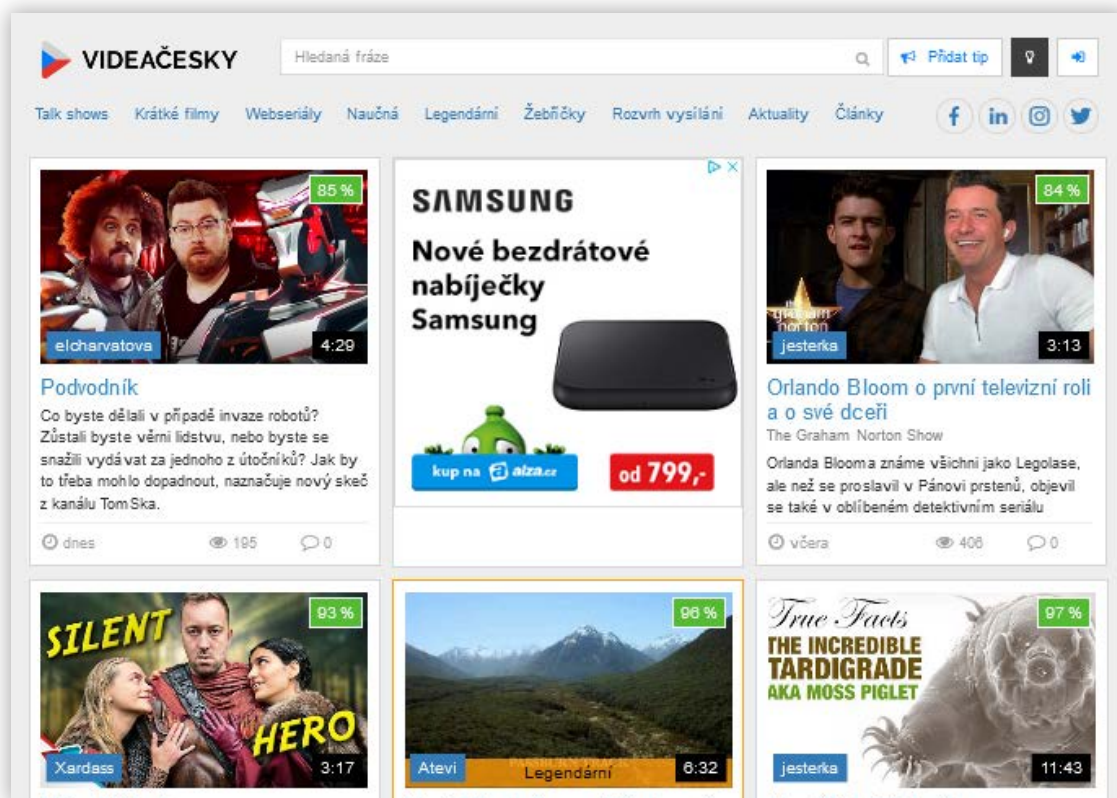 VIDEAČESKY
Hledaná fráze
Přidat tip
Talk shows Krátké filmy Webseriály Naučná Legendární Žebříčky Rozvrh vysílání Aktuality Články
85 %
elcharvatova
4:29
Podvodník
Co byste dělali v případě invaze robotů?
Zůstali byste věrni lidstvu, nebo byste se
snažili vydávat za jednoho z útočníků? Jak by
to třeba mohlo dopadnout, naznačuje nový skeč
z kanálu TomSka.
dnes 195 0
SAMSUNG
Nové bezdrátové
nabíječky
Samsung
kup na alza.cz
od 799,-
84 %
the
graham
norton
jesterka
3:13
Orlando Bloom o první televizní roli
a o své dceři
The Graham Norton Show
Orlanda Blooma známe všichni jako Legolase,
ale než se proslavil v Pánovi prstenů, objevil
se také v oblíbeném detektivním seriálu
včera 406 0
93 %
SILENT
HERO
Xardass
3:17
96 %
Atevi
Legendární
6:32
97 %
True Facts
THE INCREDIBLE
TARDIGRADE
AKA MOSS PIGLET
jesterka
11:43